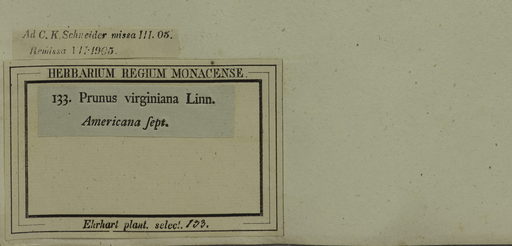 Ad C. K. Schneider missa III. 05.
Remissa VII 1905.
HERBARIUM REGIUM MONACENSE.
133. Prunus virginiana Linn.
Americana ſept.
Ehrhart plant. select. 133.